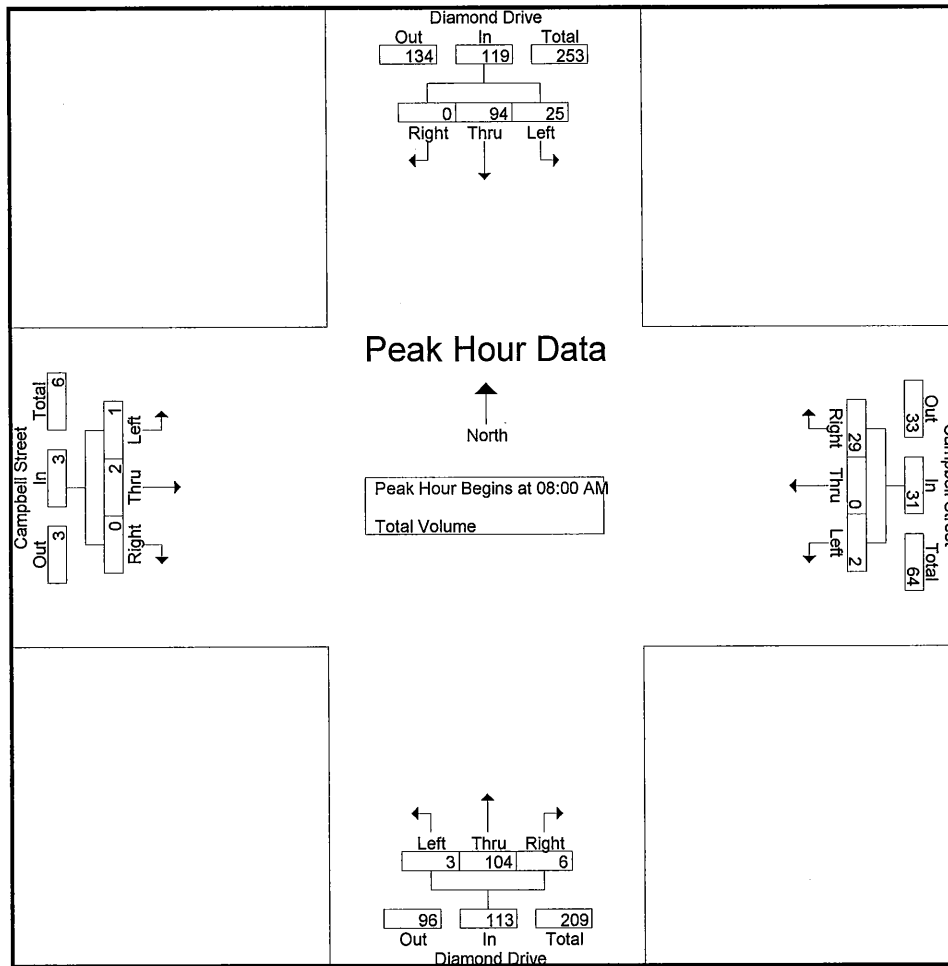 Diamond Drive
Out In Total
134 119 253
0 94 25
Right Thru Left
Peak Hour Data
North
Peak Hour Begins at 08:00 AM
Total Volume
Campbell Street
Out In Total
3 3 6
Right Thru Left
0 2 1
Out In Total
33 31 64
Right Thru Left
29 0 2
Left Thru Right
3 104 6
96 113 209
Out In Total
Diamond Drive